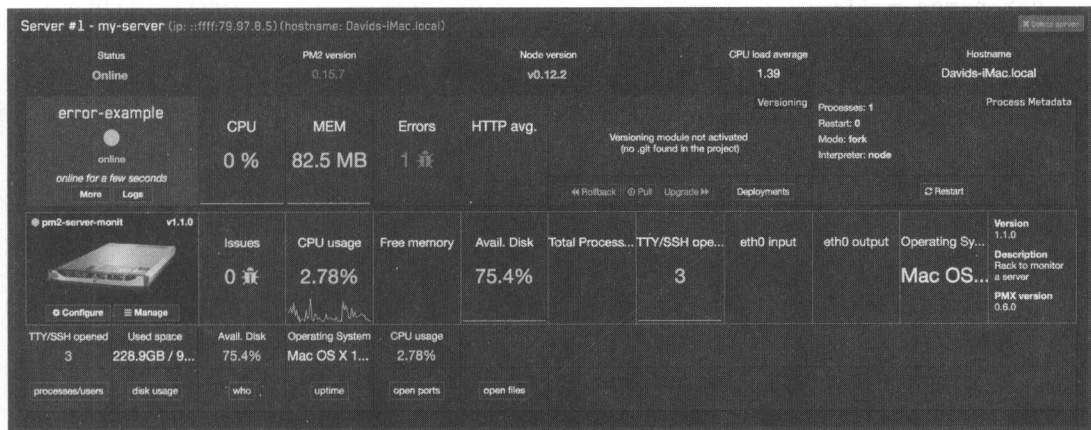 Server #1 - my-server (ip: ::ffff:79.97.8.5) (hostname: Davids-iMac.local)
Status
Online
PM2 version
0.15.7
Node version
v0.12.2
CPU load average
1.39
Hostname
Davids-iMac.local
error-example
online
online for a few seconds
More Logs
CPU
0 %
MEM
82.5 MB
Errors
1
HTTP avg.
Versioning
Versioning module not activated
(no .git found in the project)
Rollback Pull Upgrade Deployments
Process Metadata
Processes: 1
Restart: 0
Mode: fork
Interpreter: node
Restart
pm2-server-monit v1.1.0
Configure Manage
Issues
0
CPU usage
2.78%
Free memory
Avail. Disk
75.4%
Total Process...
TTY/SSH ope...
3
eth0 input
eth0 output
Operating Sy...
Mac OS...
Version
1.1.0
Description
Rack to monitor
a server
PMX version
0.6.0
TTY/SSH opened
3
Used space
228.9GB / 9...
Avail. Disk
75.4%
Operating System
Mac OS X 1...
CPU usage
2.78%
processes/users disk usage who uptime open ports open files